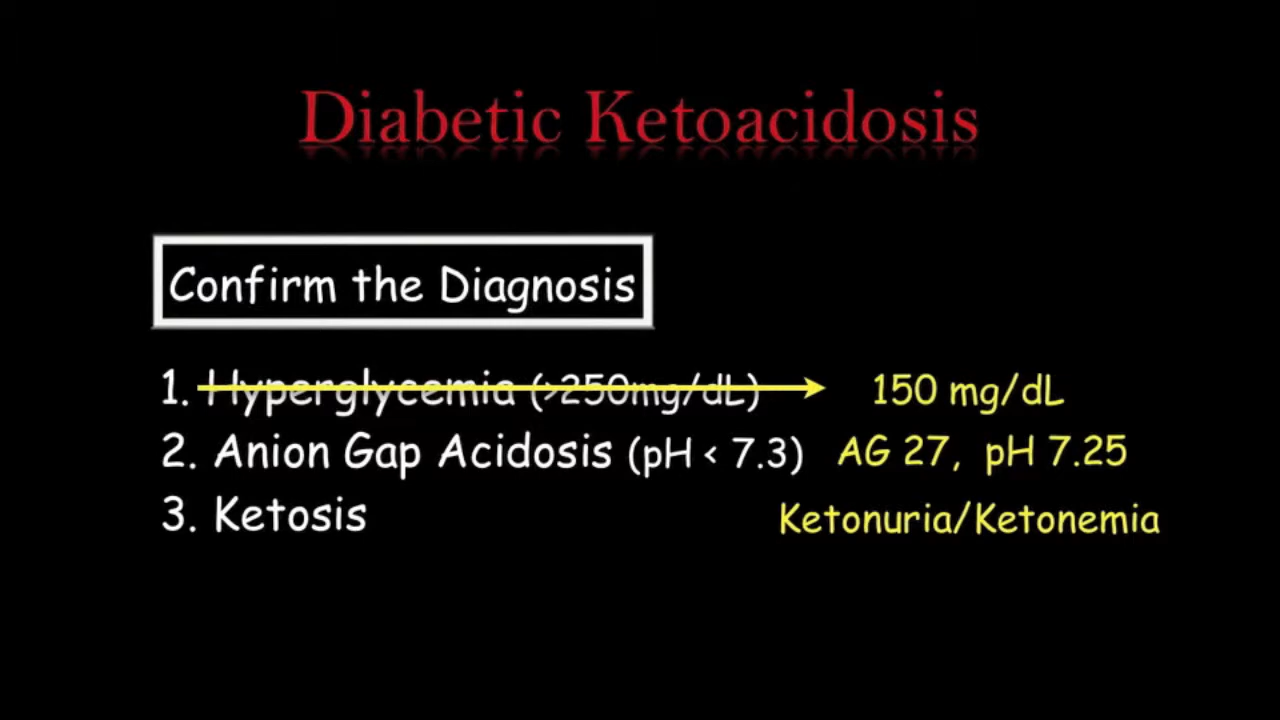 Diabetic Ketoacidosis
Confirm the Diagnosis
1. Hyperglycemia (>250mg/dL) 150 mg/dL
2. Anion Gap Acidosis (pH < 7.3) AG 27, pH 7.25
3. Ketosis Ketonuria/Ketonemia